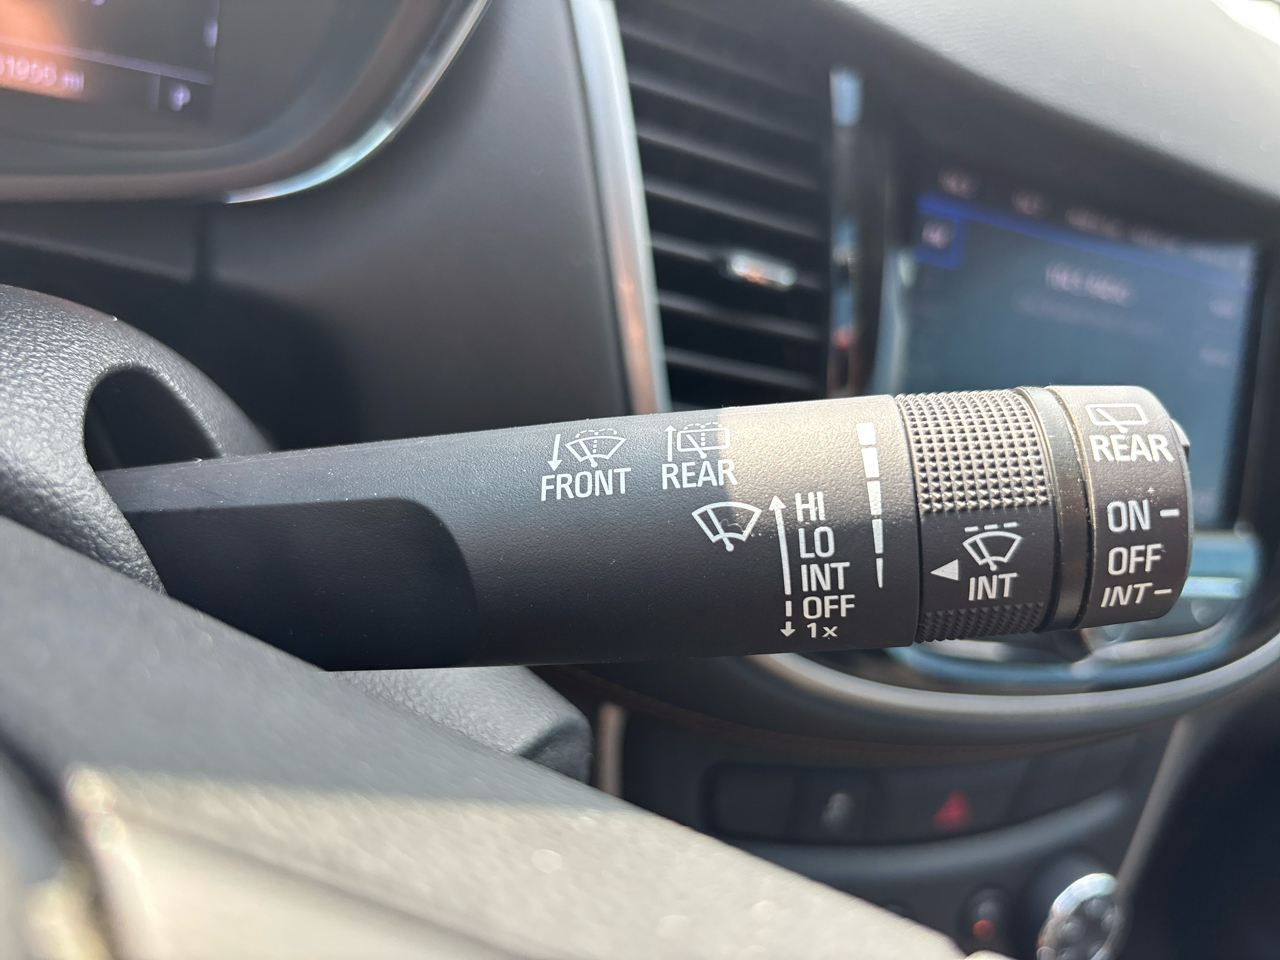 FRONT
REAR
HI
LO
INT
OFF
1x
INT
REAR
ON
OFF
INT